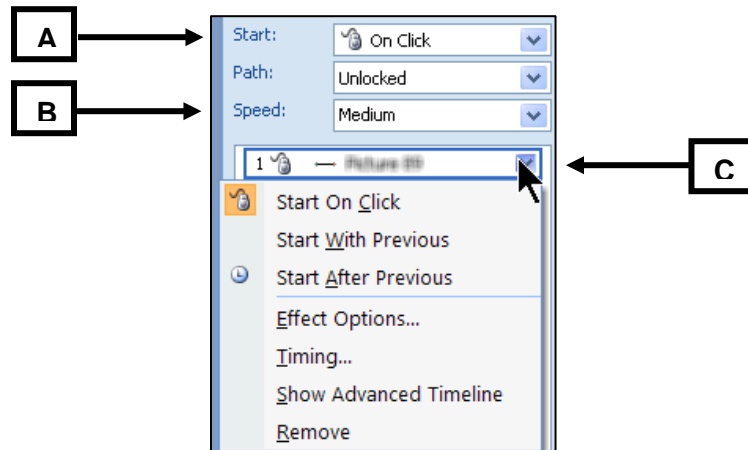 A
Start: On Click
Path: Unlocked
B
Speed: Medium
1
C
Start On Click
Start With Previous
Start After Previous
Effect Options...
Timing...
Show Advanced Timeline
Remove